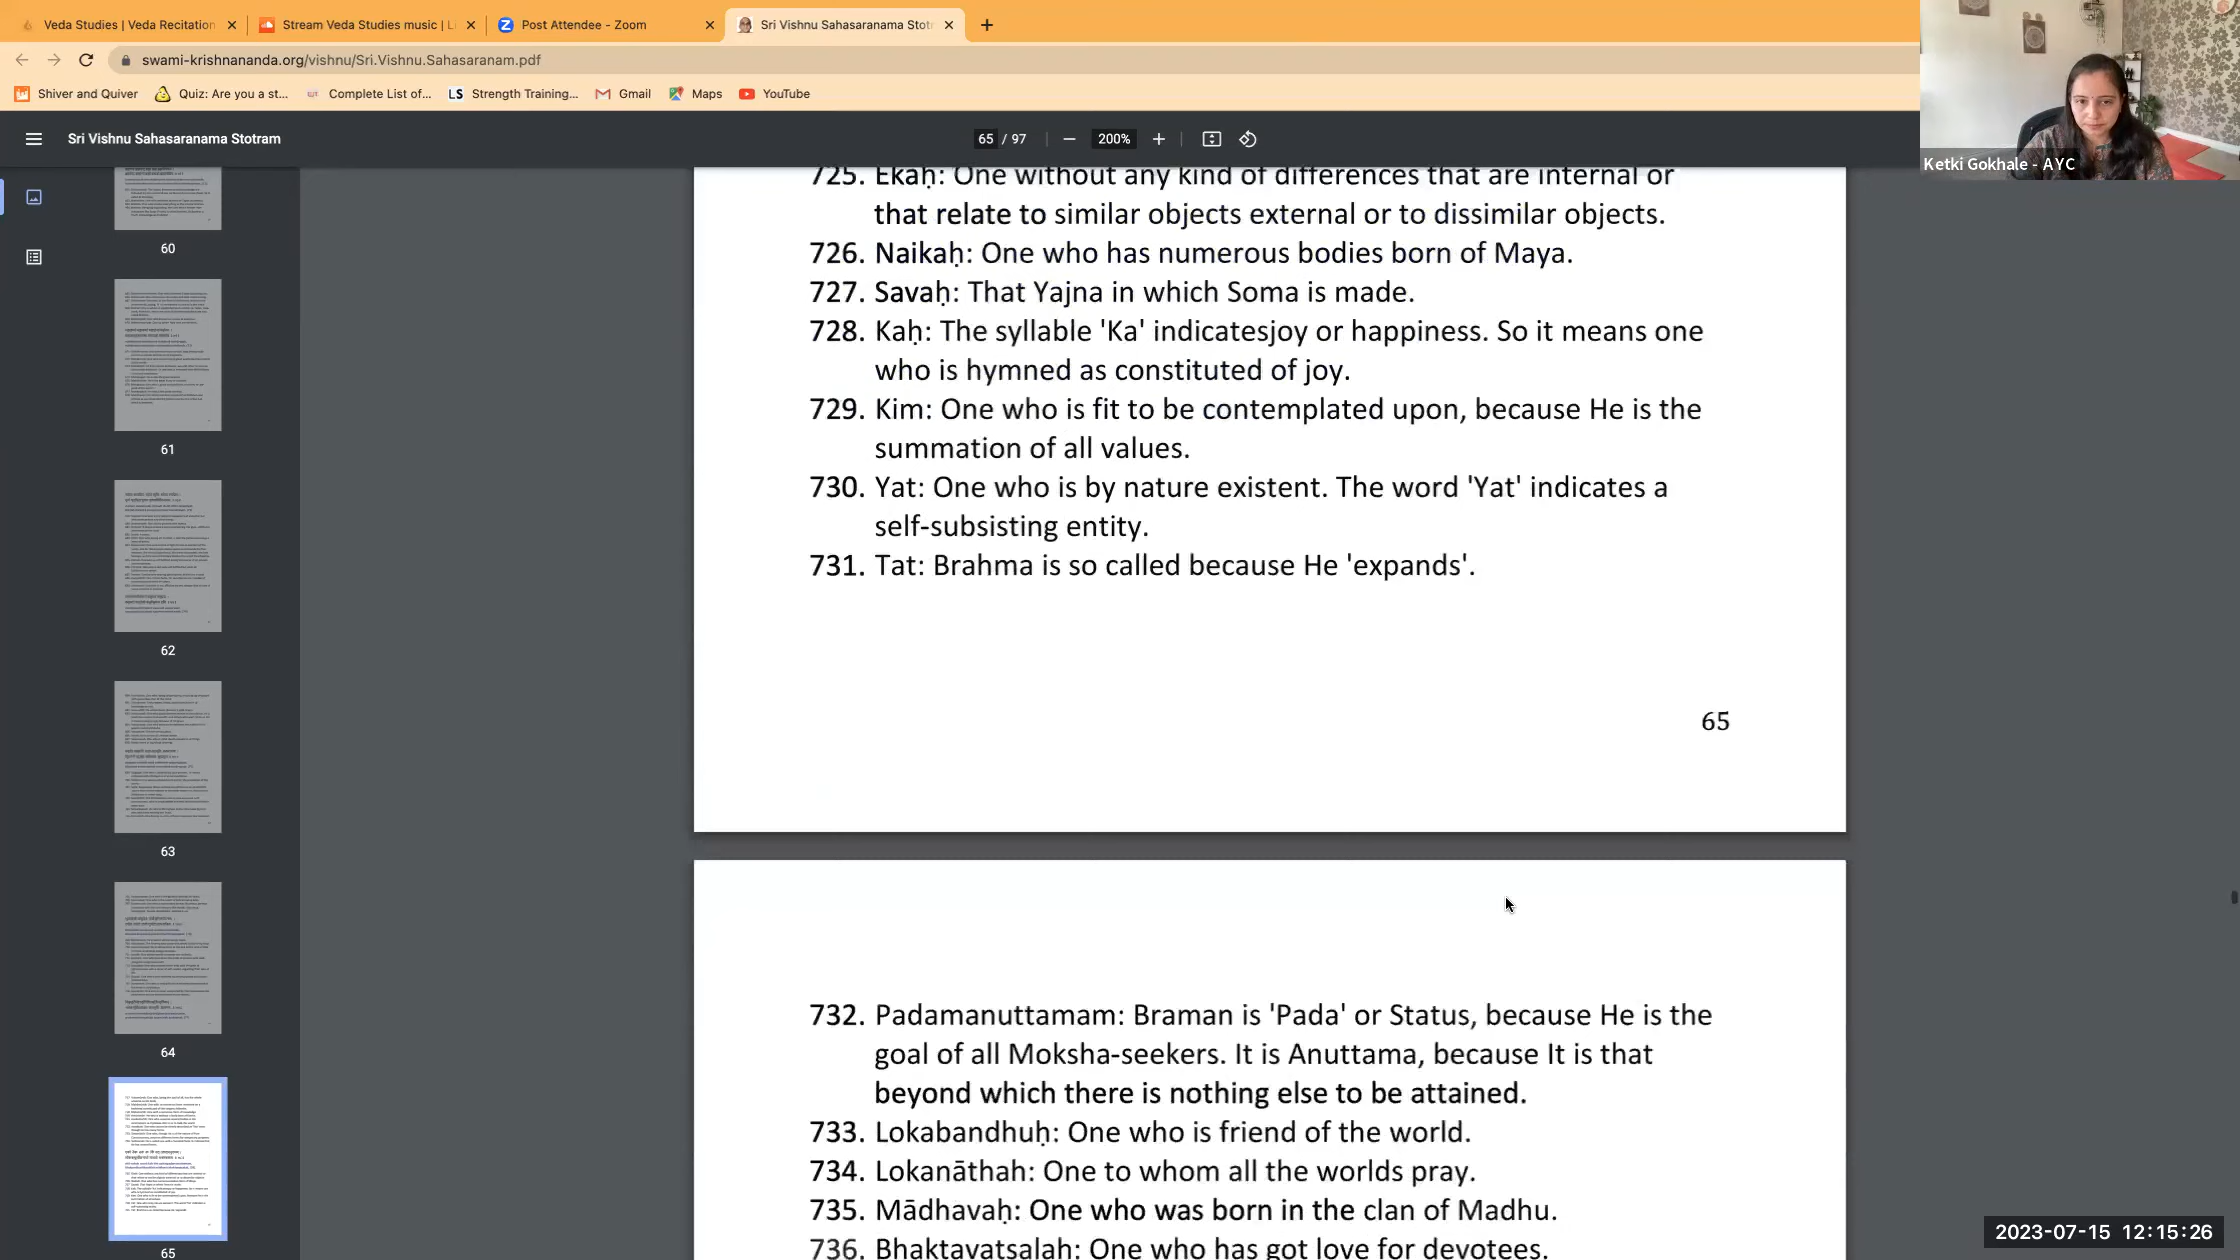 Veda Studies | Veda Recitation
Stream Veda Studies music | Li
Post Attendee - Zoom
Sri Vishnu Sahasaranama Stotr
swami-krishnananda.org/vishnu/Sri.Vishnu.Sahasaranam.pdf
Shiver and Quiver
Quiz: Are you a st...
Complete List of...
LS Strength Training...
Gmail
Maps
YouTube
Sri Vishnu Sahasaranama Stotram
65 / 97
200%
Ketki Gokhale - AYC
60
61
62
63
64
65
725. Ekaḥ: One without any kind of differences that are internal or
that relate to similar objects external or to dissimilar objects.
726. Naikaḥ: One who has numerous bodies born of Maya.
727. Savaḥ: That Yajna in which Soma is made.
728. Kaḥ: The syllable 'Ka' indicatesjoy or happiness. So it means one
who is hymned as constituted of joy.
729. Kim: One who is fit to be contemplated upon, because He is the
summation of all values.
730. Yat: One who is by nature existent. The word 'Yat' indicates a
self-subsisting entity.
731. Tat: Brahma is so called because He 'expands'.
65
732. Padamanuttamam: Braman is 'Pada' or Status, because He is the
goal of all Moksha-seekers. It is Anuttama, because It is that
beyond which there is nothing else to be attained.
733. Lokabandhuḥ: One who is friend of the world.
734. Lokanāthah: One to whom all the worlds pray.
735. Mādhavaḥ: One who was born in the clan of Madhu.
736. Bhaktavatsalah: One who has got love for devotees.
2023-07-15 12:15:26